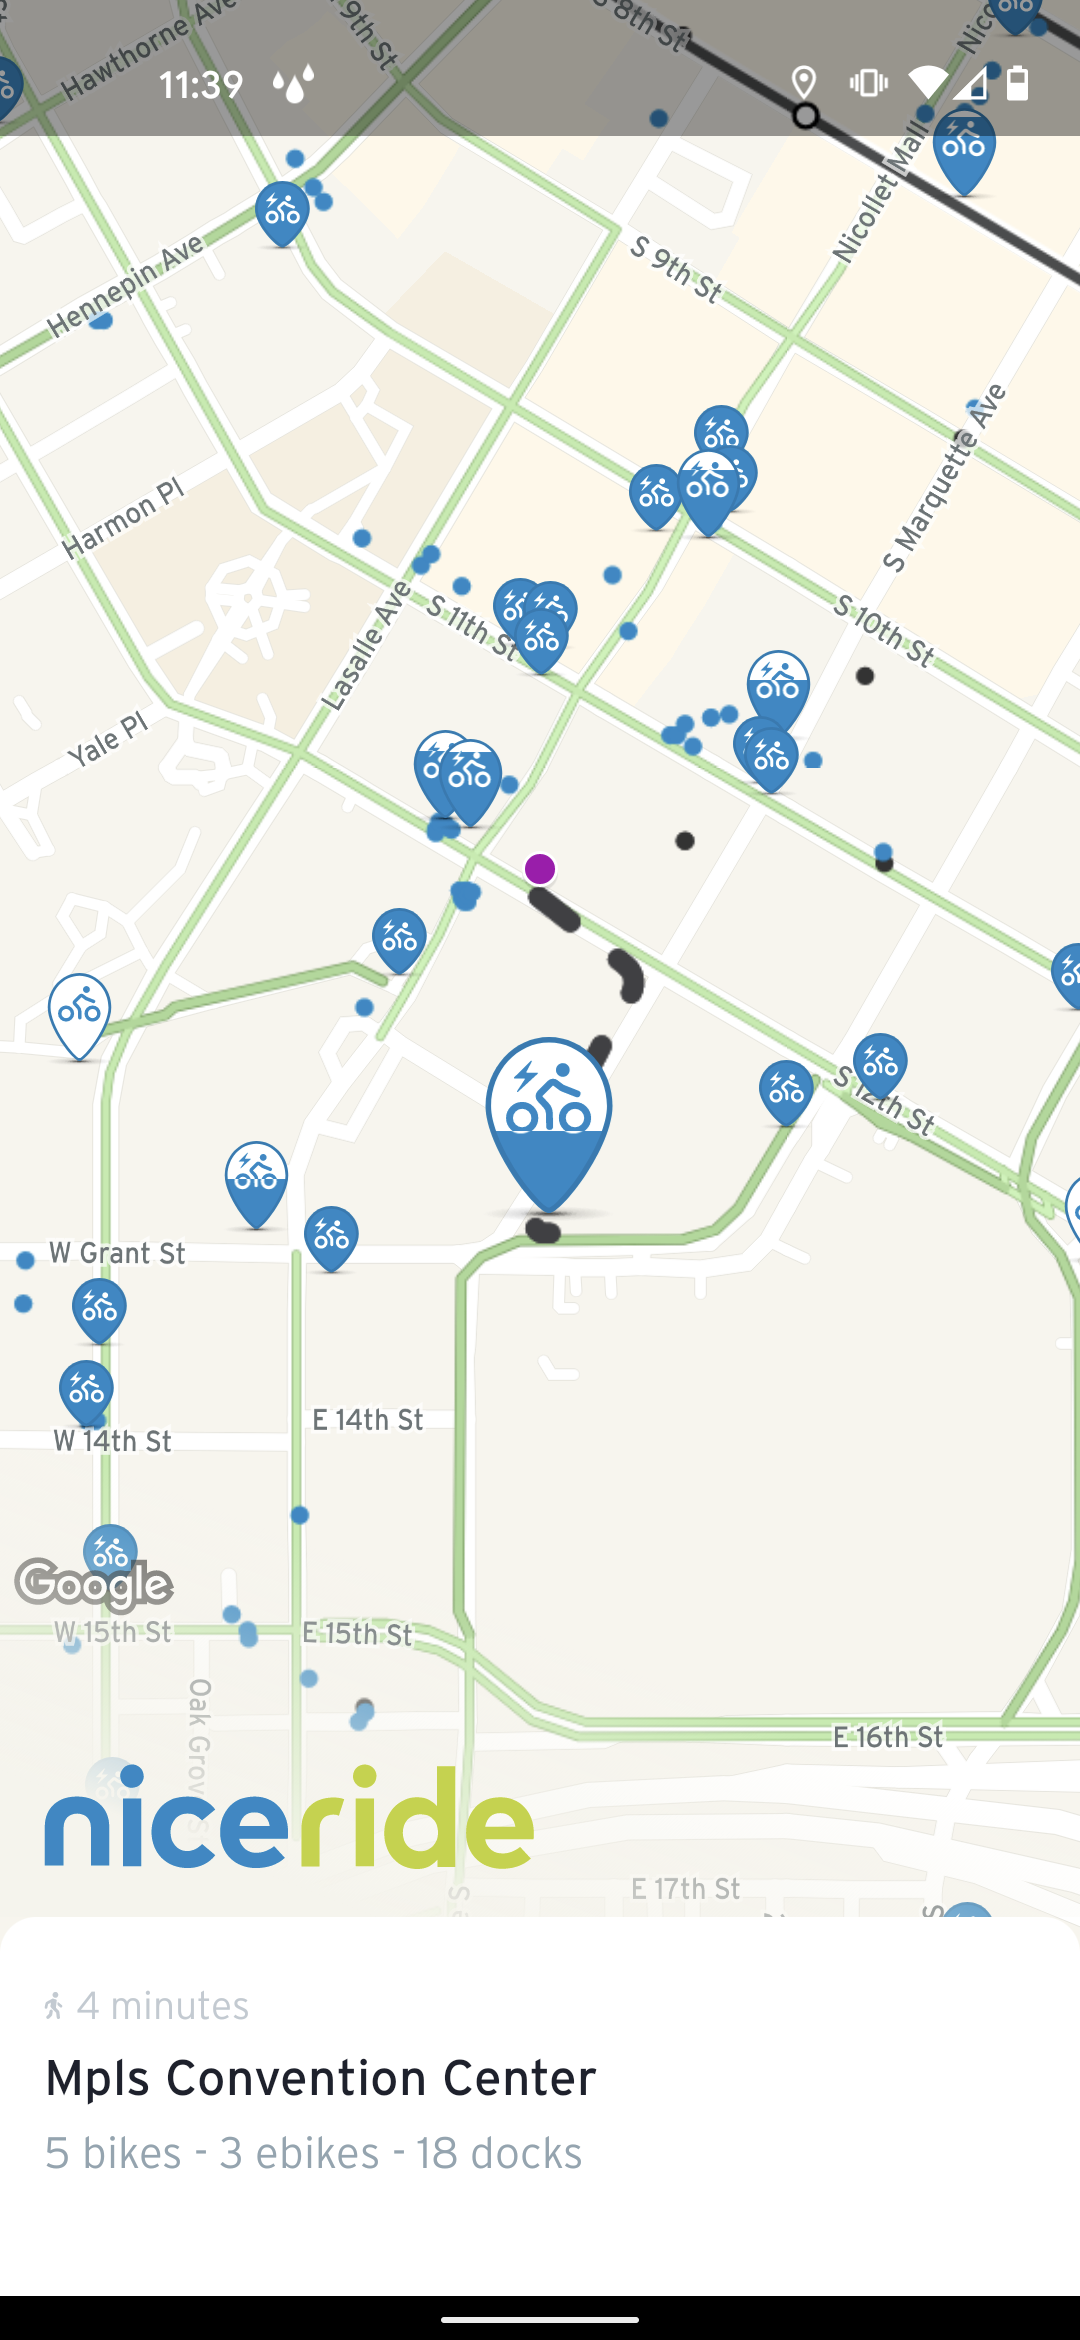 11:39
Hawthorne Ave
9th St
S 8th St
Nico
Nicollet Mall
Hennepin Ave
S 9th St
S Marquette Ave
Harmon Pl
S 10th St
Lasalle Ave
S 11th St
Yale Pl
S 12th St
W Grant St
E 14th St
W 14th St
Google
W 15th St
E 15th St
Oak Grov
E 16th St
niceride
E 17th St
4 minutes
Mpls Convention Center
5 bikes - 3 ebikes - 18 docks